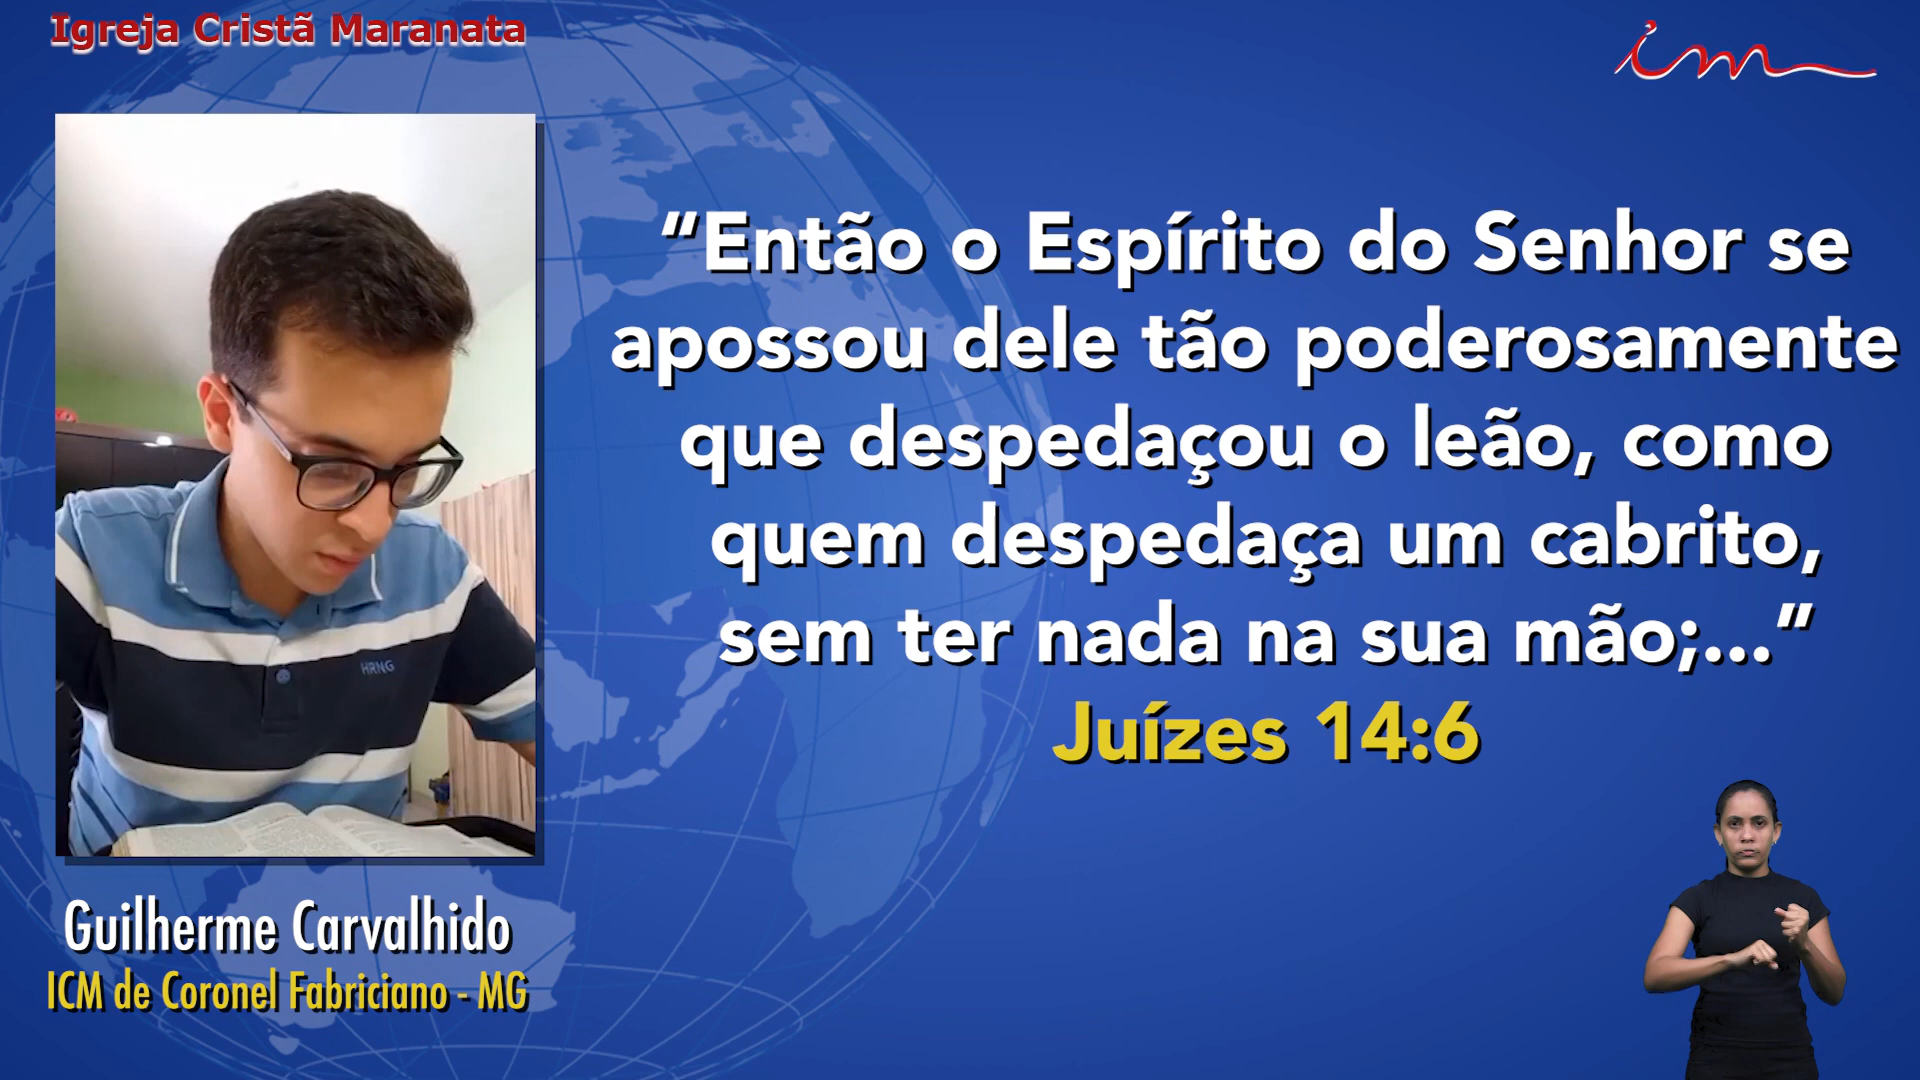 Igreja Cristã Maranata
im
“Então o Espírito do Senhor se
apossou dele tão poderosamente
que despedaçou o leão, como
quem despedaça um cabrito,
sem ter nada na sua mão;...”
Juízes 14:6
HRNG
Guilherme Carvalhido
ICM de Coronel Fabriciano - MG